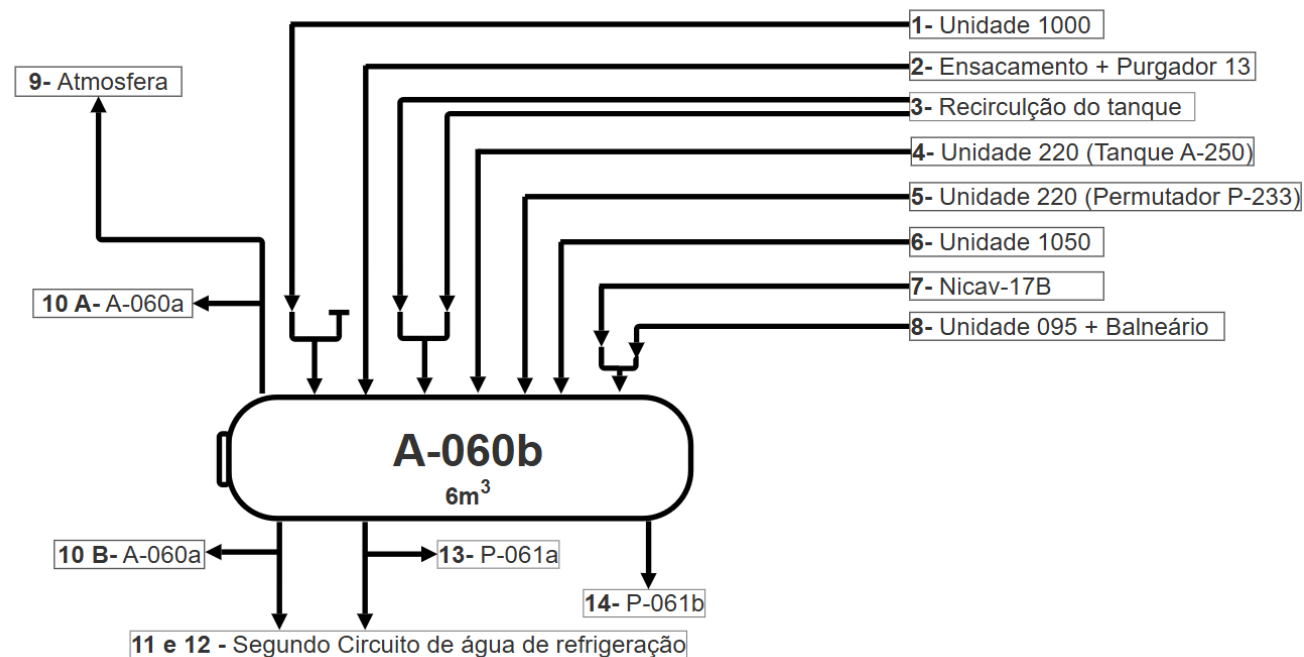 1- Unidade 1000
2- Ensacamento + Purgador 13
9- Atmosfera
3- Recirculção do tanque
4- Unidade 220 (Tanque A-250)
5- Unidade 220 (Permutador P-233)
6- Unidade 1050
7- Nicav-17B
10 A- A-060a
8- Unidade 095 + Balneário
A-060b
6m³
10 B- A-060a
13- P-061a
14- P-061b
11 e 12 - Segundo Circuito de água de refrigeração